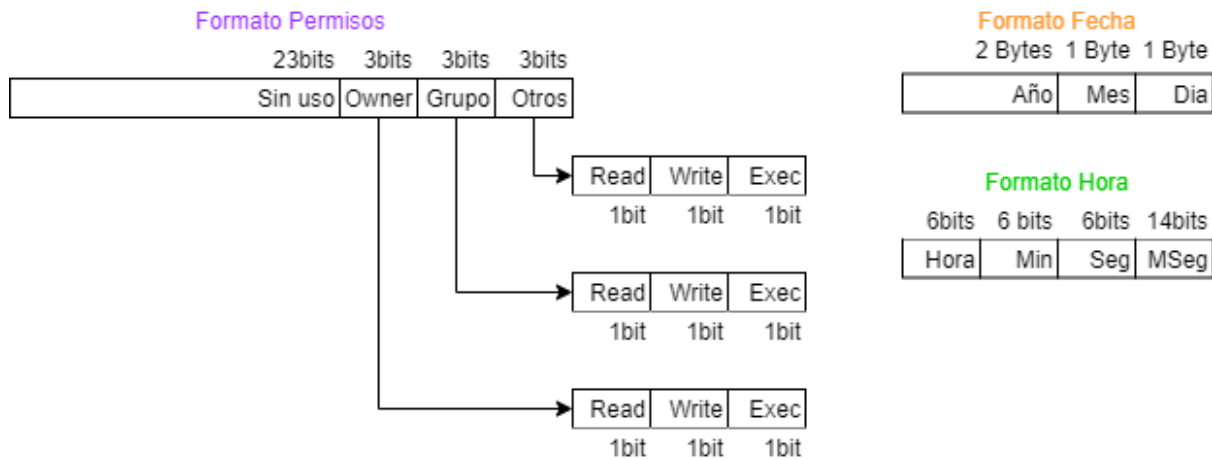 Formato Permisos
23bits 3bits 3bits 3bits
Sin uso Owner Grupo Otros
Read Write Exec
1bit 1bit 1bit
Read Write Exec
1bit 1bit 1bit
Read Write Exec
1bit 1bit 1bit
Formato Fecha
2 Bytes 1 Byte 1 Byte
Año Mes Dia
Formato Hora
6bits 6 bits 6bits 14bits
Hora Min Seg MSeg